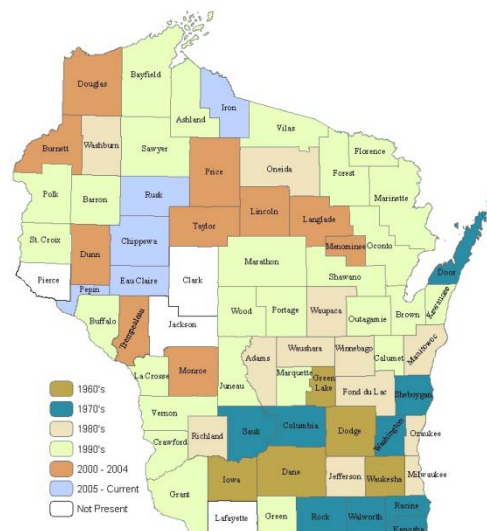 Douglas
Bayfield
Ashland
Iron
Vilas
Burnett
Washburn
Sawyer
Price
Oneida
Florence
Forest
Marinette
Polk
Barron
Rusk
Taylor
Lincoln
Langlade
Menominee
Oconto
St. Croix
Dunn
Chippewa
Clark
Marathon
Shawano
Door
Pierce
Pepin
Eau Claire
Buffalo
Trempealeau
Jackson
Wood
Portage
Waupaca
Outagamie
Brown
Kewaunee
La Crosse
Monroe
Juneau
Adams
Waushara
Winnebago
Calumet
Manitowoc
Marquette
Green
Lake
Fond du Lac
Sheboygan
Vernon
Crawford
Richland
Sauk
Columbia
Dodge
Washington
Ozaukee
Grant
Iowa
Dane
Jefferson
Waukesha
Milwaukee
Lafayette
Green
Rock
Walworth
Racine
Kenosha
1960's
1970's
1980's
1990's
2000 - 2004
2005 - Current
Not Present